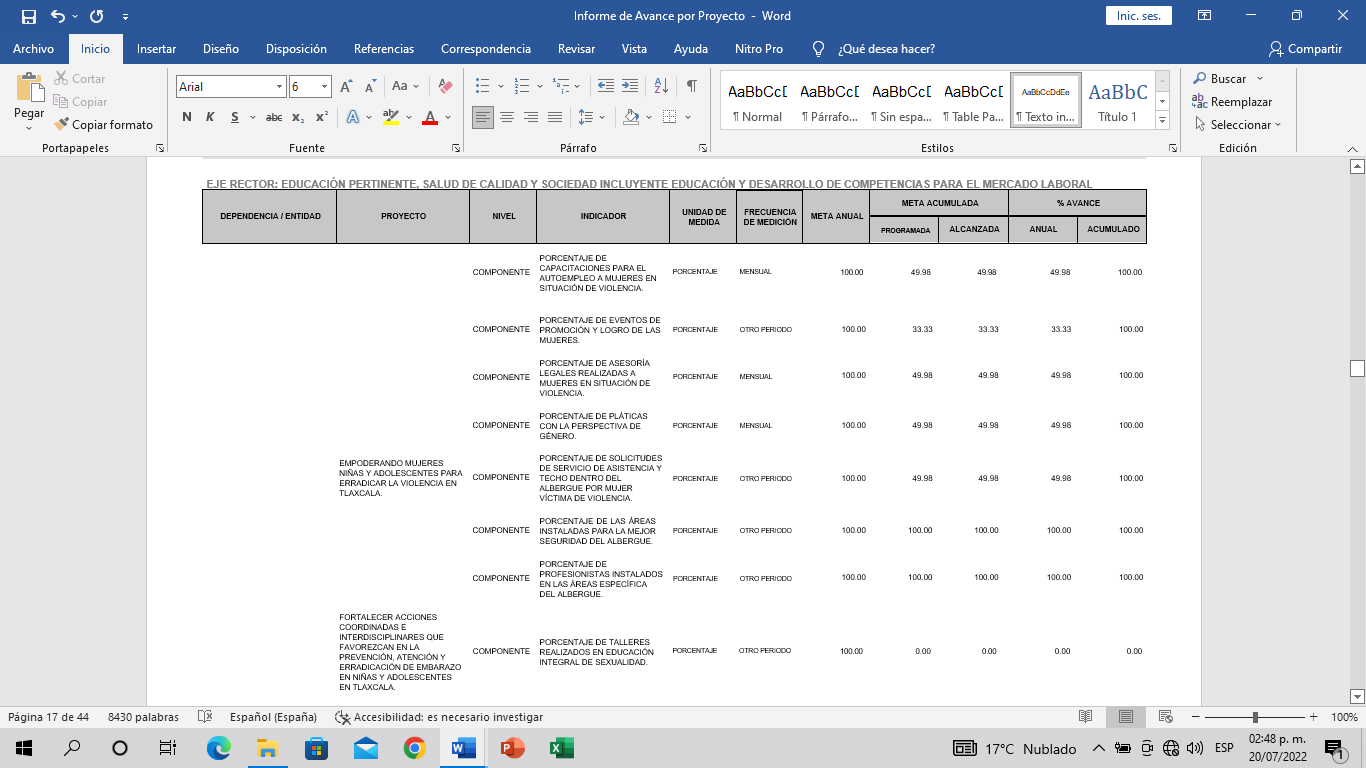 Informe de Avance por Proyecto - Word
Inic. ses.
Archivo Inicio Insertar Diseño Disposición Referencias Correspondencia Revisar Vista Ayuda Nitro Pro ¿Qué desea hacer? Compartir
Pegar
Cortar
Copiar
Copiar formato
Portapapeles
Arial 6
N K S abc x₂ x²
Fuente
Párrafo
AaBbCcD AaBbCcD AaBbCcD AaBbCcD AaBbCcDdEe AaBbC
¶ Normal ¶ Párrafo... ¶ Sin espa... ¶ Table Pa... ¶ Texto in... Título 1
Estilos
Buscar
Reemplazar
Seleccionar
Edición
EJE RECTOR: EDUCACIÓN PERTINENTE, SALUD DE CALIDAD Y SOCIEDAD INCLUYENTE EDUCACIÓN Y DESARROLLO DE COMPETENCIAS PARA EL MERCADO LABORAL
DEPENDENCIA / ENTIDAD
PROYECTO
NIVEL
INDICADOR
UNIDAD DE
MEDIDA
FRECUENCIA
DE MEDICIÓN
META ANUAL
META ACUMULADA
PROGRAMADA ALCANZADA
% AVANCE
ANUAL ACUMULADO
COMPONENTE
PORCENTAJE DE
CAPACITACIONES PARA EL
AUTOEMPLEO A MUJERES EN
SITUACIÓN DE VIOLENCIA.
PORCENTAJE MENSUAL 100.00 49.98 49.98 49.98 100.00
COMPONENTE
PORCENTAJE DE EVENTOS DE
PROMOCIÓN Y LOGRO DE LAS
MUJERES.
PORCENTAJE OTRO PERIODO 100.00 33.33 33.33 33.33 100.00
COMPONENTE
PORCENTAJE DE ASESORÍA
LEGALES REALIZADAS A
MUJERES EN SITUACIÓN DE
VIOLENCIA.
PORCENTAJE MENSUAL 100.00 49.98 49.98 49.98 100.00
COMPONENTE
PORCENTAJE DE PLÁTICAS
CON LA PERSPECTIVA DE
GÉNERO.
PORCENTAJE MENSUAL 100.00 49.98 49.98 49.98 100.00
EMPODERANDO MUJERES
NIÑAS Y ADOLESCENTES PARA
ERRADICAR LA VIOLENCIA EN
TLAXCALA.
COMPONENTE
PORCENTAJE DE SOLICITUDES
DE SERVICIO DE ASISTENCIA Y
TECHO DENTRO DEL
ALBERGUE POR MUJER
VÍCTIMA DE VIOLENCIA.
PORCENTAJE OTRO PERIODO 100.00 49.98 49.98 49.98 100.00
COMPONENTE
PORCENTAJE DE LAS ÁREAS
INSTALADAS PARA LA MEJOR
SEGURIDAD DEL ALBERGUE.
PORCENTAJE OTRO PERIODO 100.00 100.00 100.00 100.00 100.00
COMPONENTE
PORCENTAJE DE
PROFESIONISTAS INSTALADOS
EN LAS ÁREAS ESPECÍFICA
DEL ALBERGUE.
PORCENTAJE OTRO PERIODO 100.00 100.00 100.00 100.00 100.00
FORTALECER ACCIONES
COORDINADAS E
INTERDISCIPLINARES QUE
FAVOREZCAN EN LA
PREVENCIÓN, ATENCIÓN Y
ERRADICACIÓN DE EMBARAZO
EN NIÑAS Y ADOLESCENTES
EN TLAXCALA.
COMPONENTE
PORCENTAJE DE TALLERES
REALIZADOS EN EDUCACIÓN
INTEGRAL DE SEXUALIDAD.
PORCENTAJE OTRO PERIODO 100.00 0.00 0.00 0.00 0.00
Página 17 de 44 8430 palabras Español (España) Accesibilidad: es necesario investigar 100%
17°C Nublado ESP 02:48 p. m.
20/07/2022
1